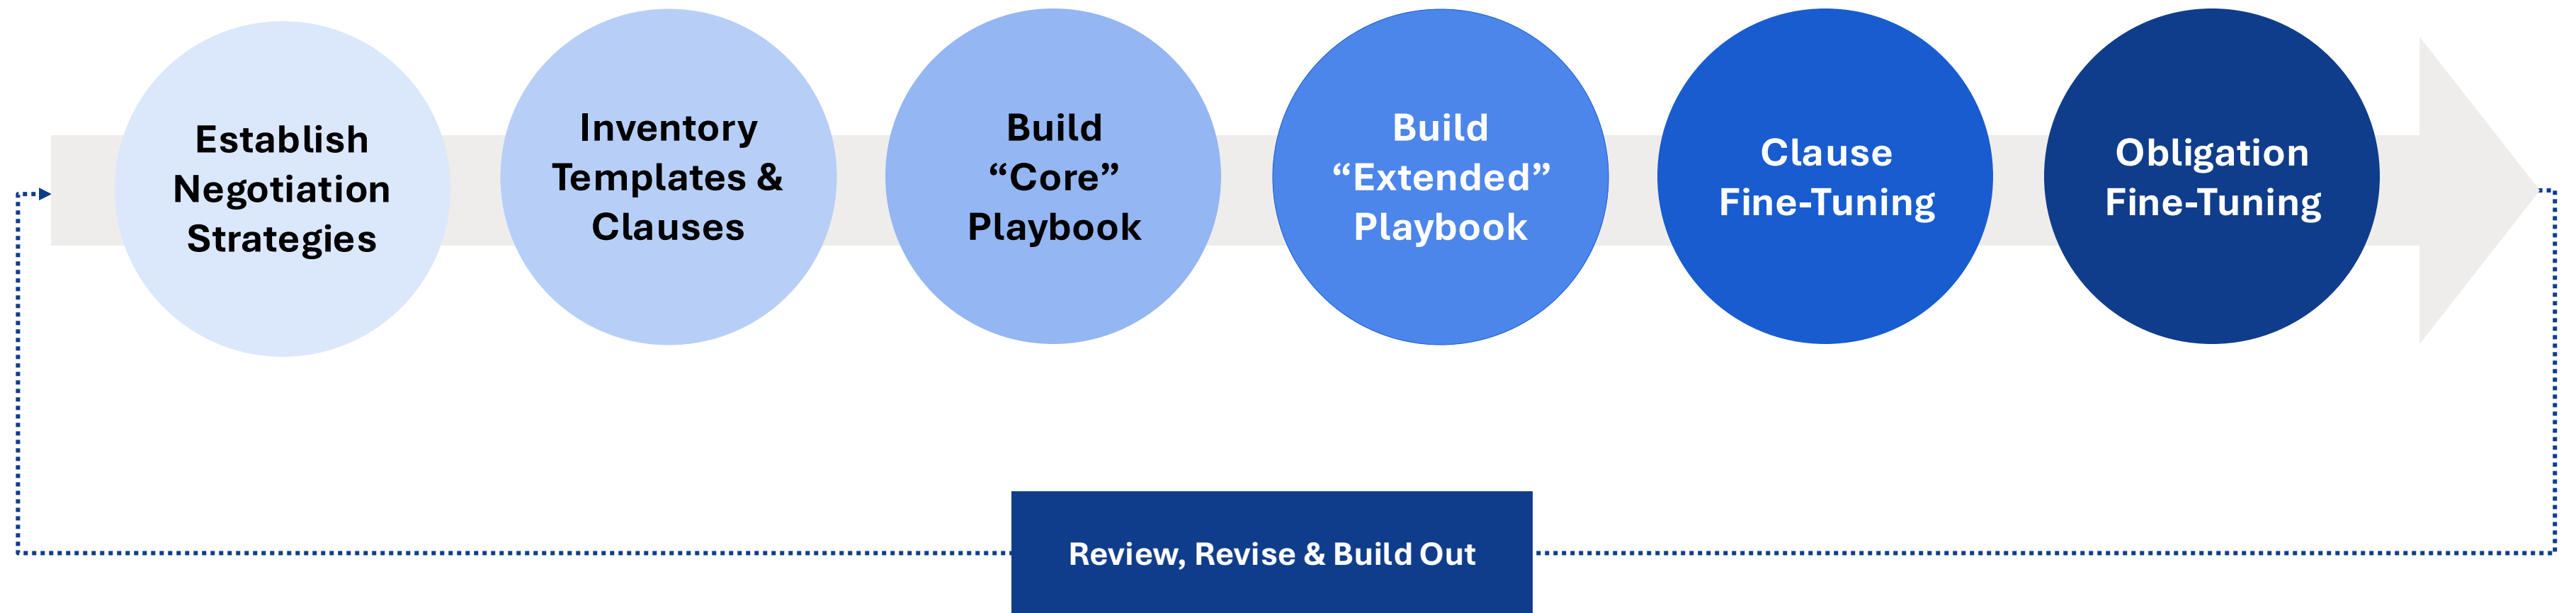 Establish
Negotiation
Strategies
Inventory
Templates &
Clauses
Build
“Core”
Playbook
Build
“Extended”
Playbook
Clause
Fine-Tuning
Obligation
Fine-Tuning
Review, Revise & Build Out